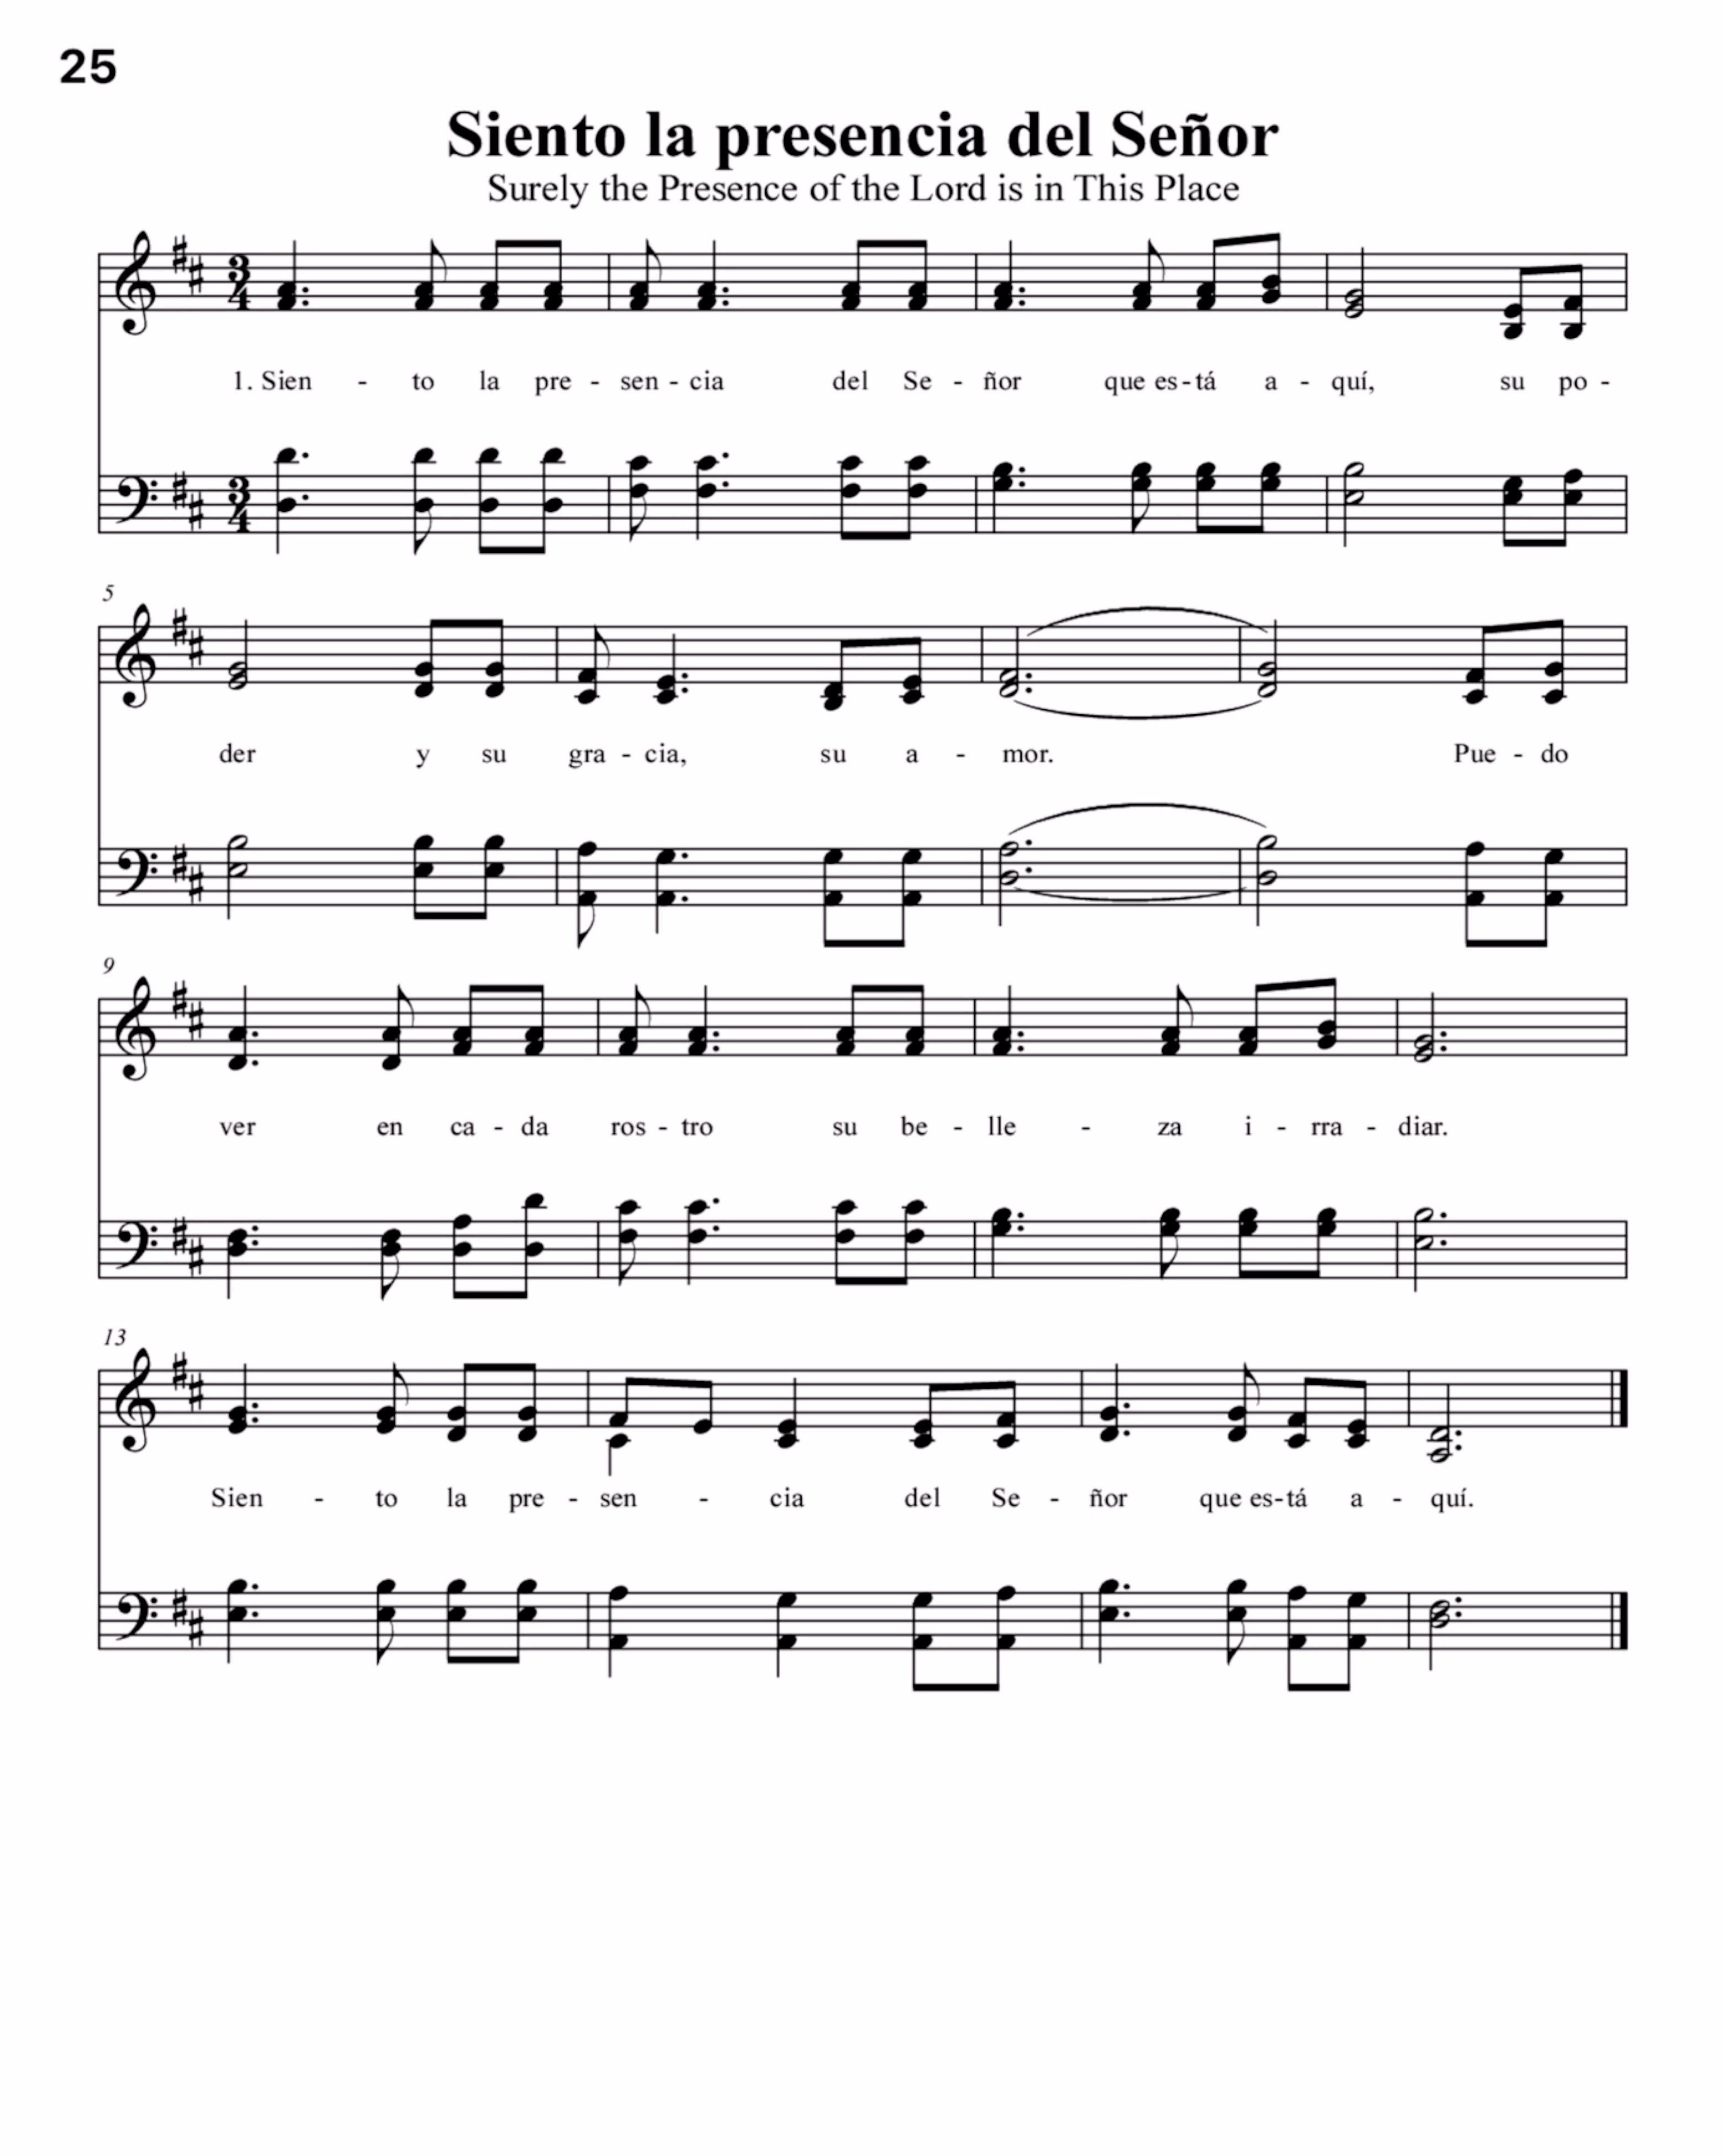 25
Siento la presencia del Señor
Surely the Presence of the Lord is in This Place
3 4
1. Sien - to la pre - sen - cia del Se - ñor que es - tá a - quí, su po -
3 4
5
der y su gra - cia, su a - mor. Pue - do
9
ver en ca - da ros - tro su be - lle - za i - rra - diar.
13
Sien - to la pre - sen - cia del Se - ñor que es - tá a - quí.